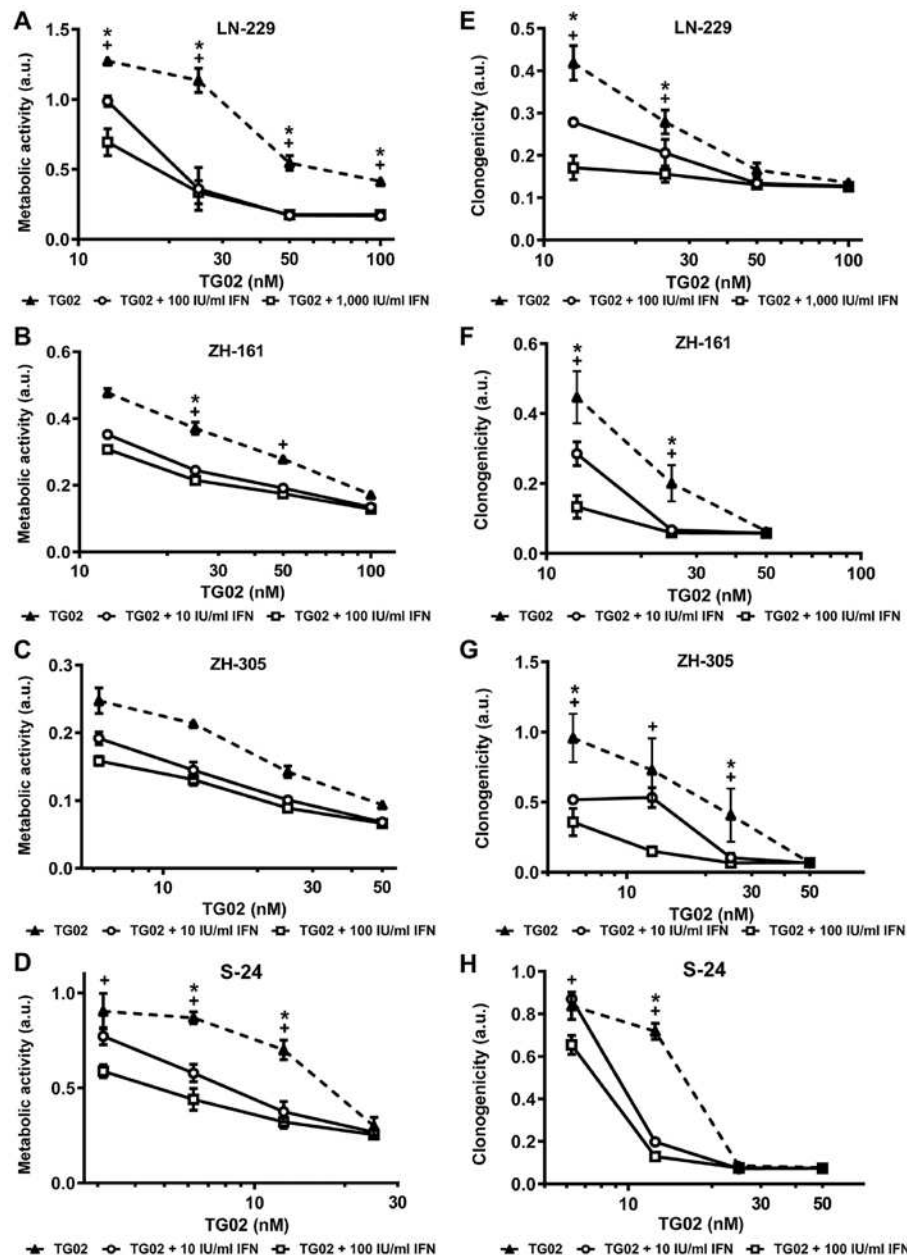 A
LN-229
Metabolic activity (a.u.)
1.5
1.0
0.5
0.0
* + * + * + * +
10 30 50 100
TG02 (nM)
TG02 TG02 + 100 IU/ml IFN TG02 + 1,000 IU/ml IFN
E
LN-229
Clonogenicity (a.u.)
0.5
0.4
0.3
0.2
0.1
0.0
* + * +
10 30 50 100
TG02 (nM)
TG02 TG02 + 100 IU/ml IFN TG02 + 1,000 IU/ml IFN
B
ZH-161
Metabolic activity (a.u.)
0.6
0.4
0.2
0.0
* + +
10 30 50 100
TG02 (nM)
TG02 TG02 + 10 IU/ml IFN TG02 + 100 IU/ml IFN
F
ZH-161
Clonogenicity (a.u.)
0.6
0.4
0.2
0.0
* + * +
10 30 50 100
TG02 (nM)
TG02 TG02 + 10 IU/ml IFN TG02 + 100 IU/ml IFN
C
ZH-305
Metabolic activity (a.u.)
0.3
0.2
0.1
0.0
10 30 50
TG02 (nM)
TG02 TG02 + 10 IU/ml IFN TG02 + 100 IU/ml IFN
G
ZH-305
Clonogenicity (a.u.)
1.5
1.0
0.5
0.0
* + + * +
10 30 50
TG02 (nM)
TG02 TG02 + 10 IU/ml IFN TG02 + 100 IU/ml IFN
D
S-24
Metabolic activity (a.u.)
1.0
0.5
0.0
+ * + * +
10 30
TG02 (nM)
TG02 TG02 + 10 IU/ml IFN TG02 + 100 IU/ml IFN
H
S-24
Clonogenicity (a.u.)
1.0
0.8
0.6
0.4
0.2
0.0
+ * +
10 30 50
TG02 (nM)
TG02 TG02 + 10 IU/ml IFN TG02 + 100 IU/ml IFN